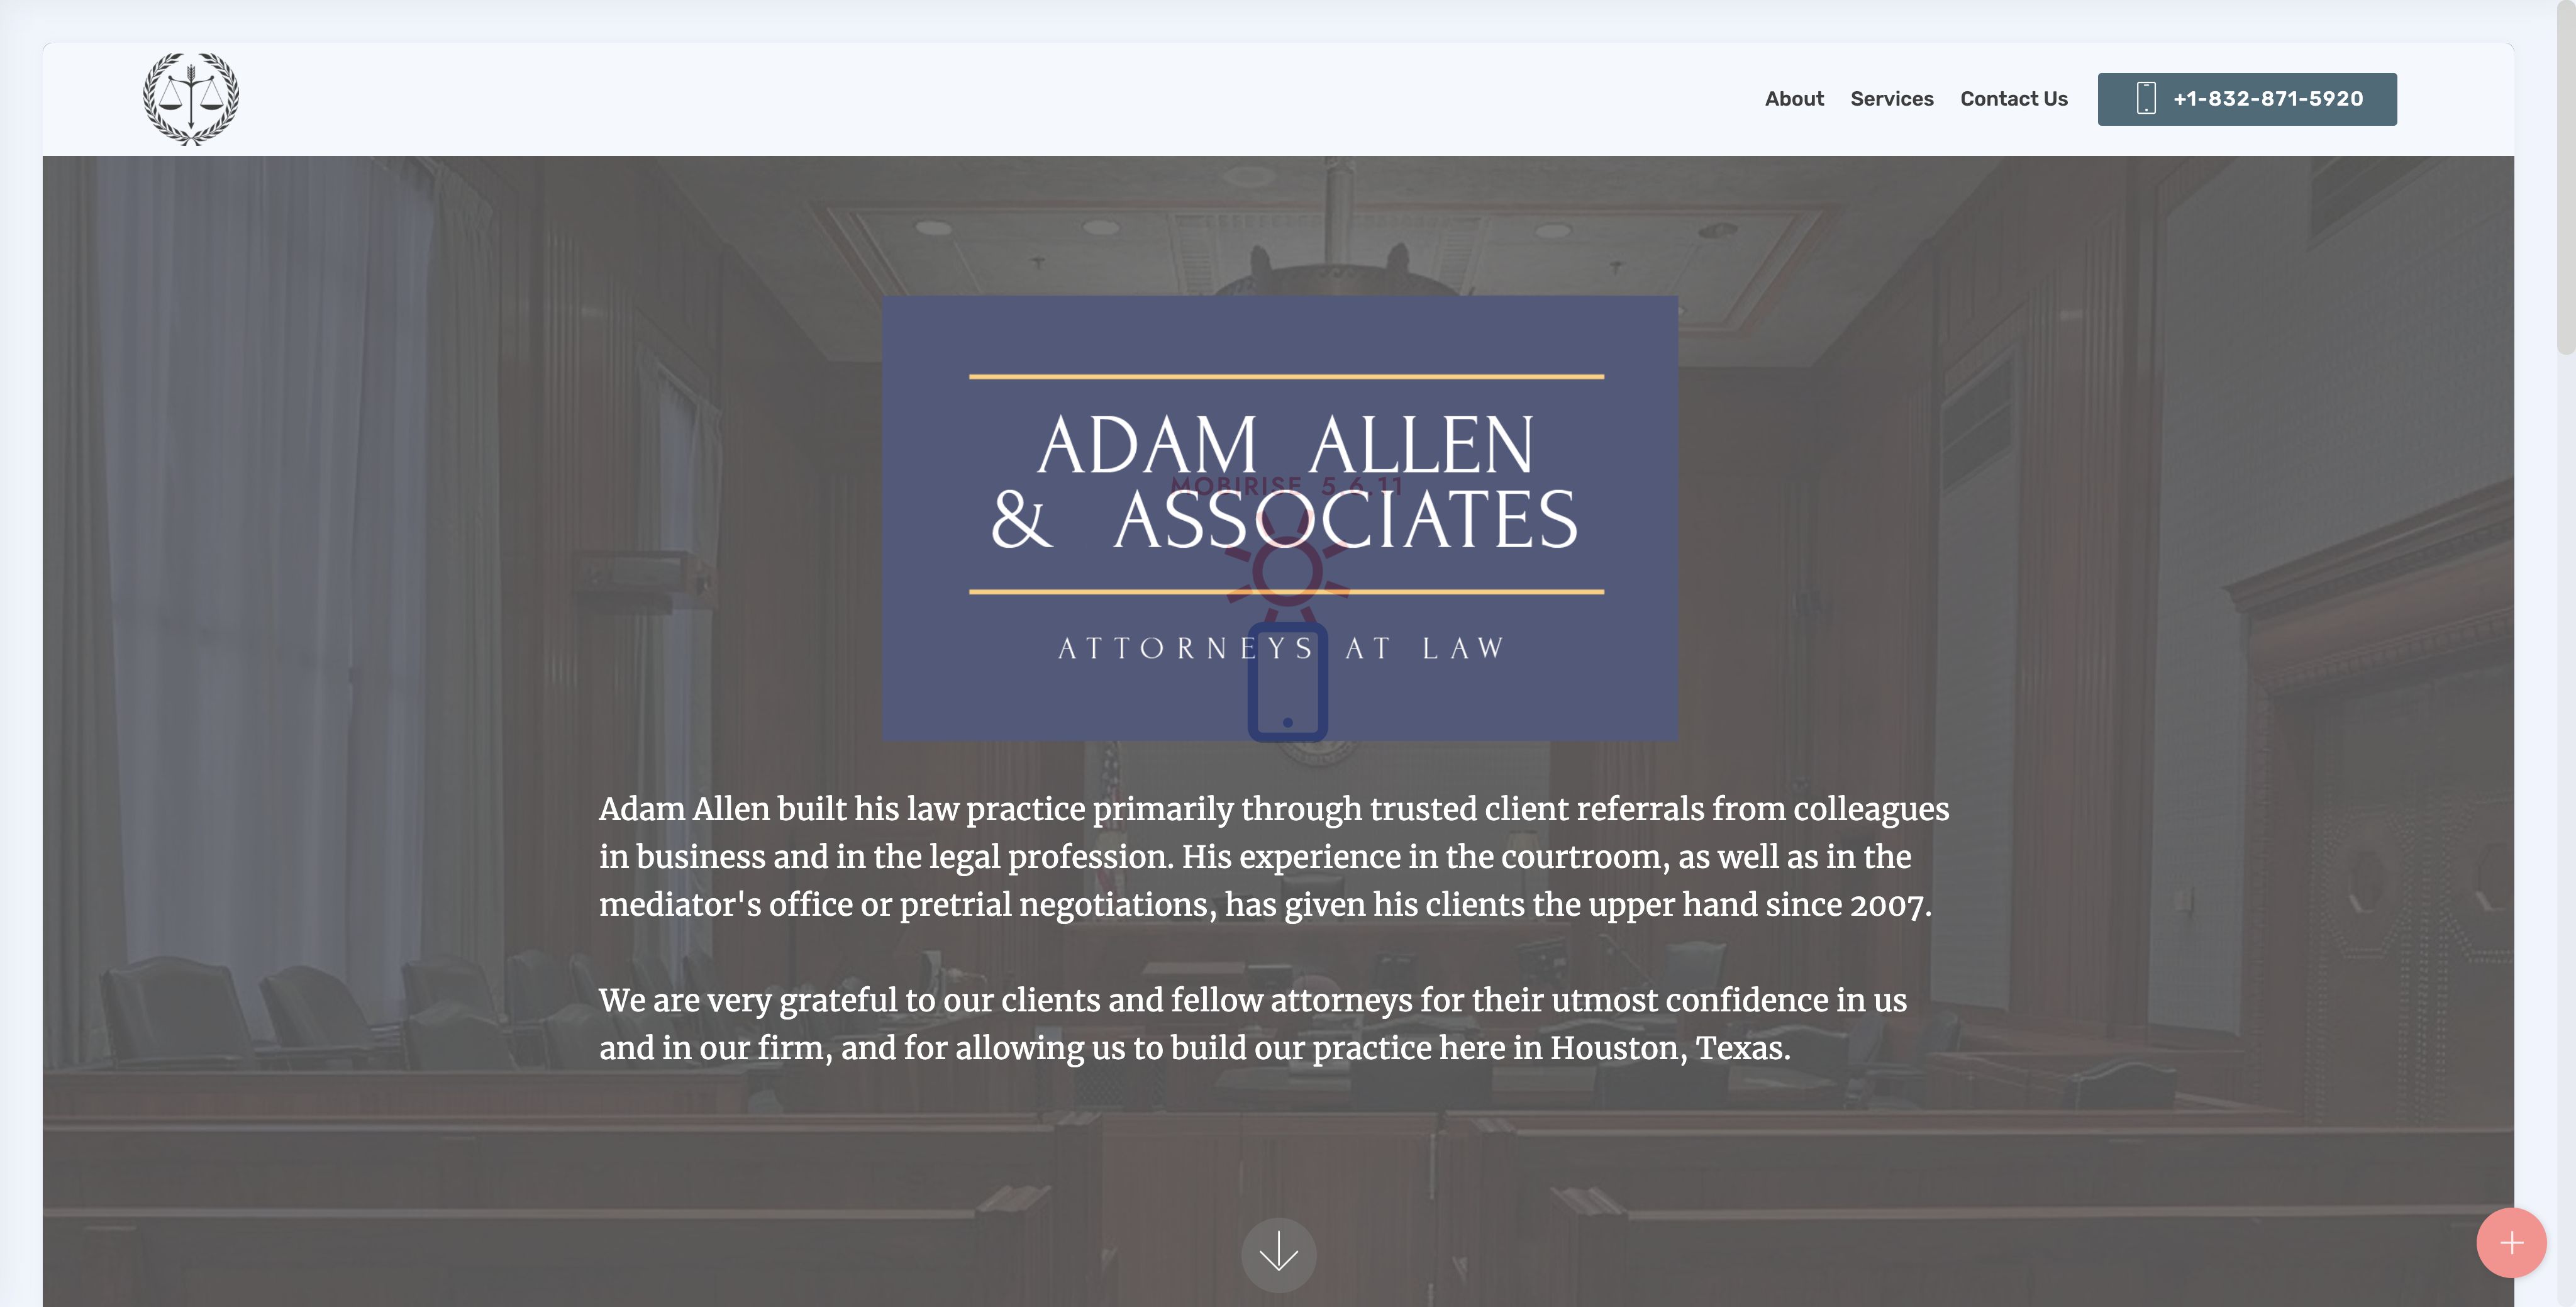 About Services Contact Us +1-832-871-5920
ADAM ALLEN
MOBIRISE 5.6.11
& ASSOCIATES
ATTORNEYS AT LAW
Adam Allen built his law practice primarily through trusted client referrals from colleagues
in business and in the legal profession. His experience in the courtroom, as well as in the
mediator's office or pretrial negotiations, has given his clients the upper hand since 2007.
We are very grateful to our clients and fellow attorneys for their utmost confidence in us
and in our firm, and for allowing us to build our practice here in Houston, Texas.